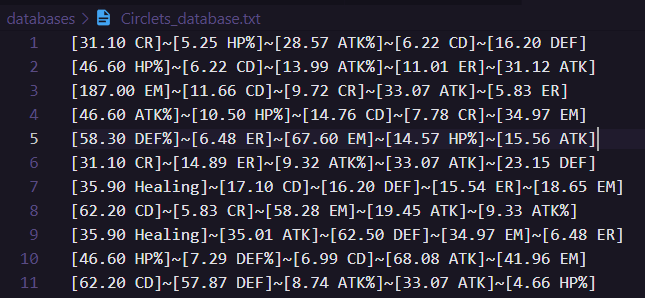 databases > Circlets_database.txt
1 [31.10 CR]~[5.25 HP%]~[28.57 ATK%]~[6.22 CD]~[16.20 DEF]
2 [46.60 HP%]~[6.22 CD]~[13.99 ATK%]~[11.01 ER]~[31.12 ATK]
3 [187.00 EM]~[11.66 CD]~[9.72 CR]~[33.07 ATK]~[5.83 ER]
4 [46.60 ATK%]~[10.50 HP%]~[14.76 CD]~[7.78 CR]~[34.97 EM]
5 [58.30 DEF%]~[6.48 ER]~[67.60 EM]~[14.57 HP%]~[15.56 ATK]
6 [31.10 CR]~[14.89 ER]~[9.32 ATK%]~[33.07 ATK]~[23.15 DEF]
7 [35.90 Healing]~[17.10 CD]~[16.20 DEF]~[15.54 ER]~[18.65 EM]
8 [62.20 CD]~[5.83 CR]~[58.28 EM]~[19.45 ATK]~[9.33 ATK%]
9 [35.90 Healing]~[35.01 ATK]~[62.50 DEF]~[34.97 EM]~[6.48 ER]
10 [46.60 HP%]~[7.29 DEF%]~[6.99 CD]~[68.08 ATK]~[41.96 EM]
11 [62.20 CD]~[57.87 DEF]~[8.74 ATK%]~[33.07 ATK]~[4.66 HP%]